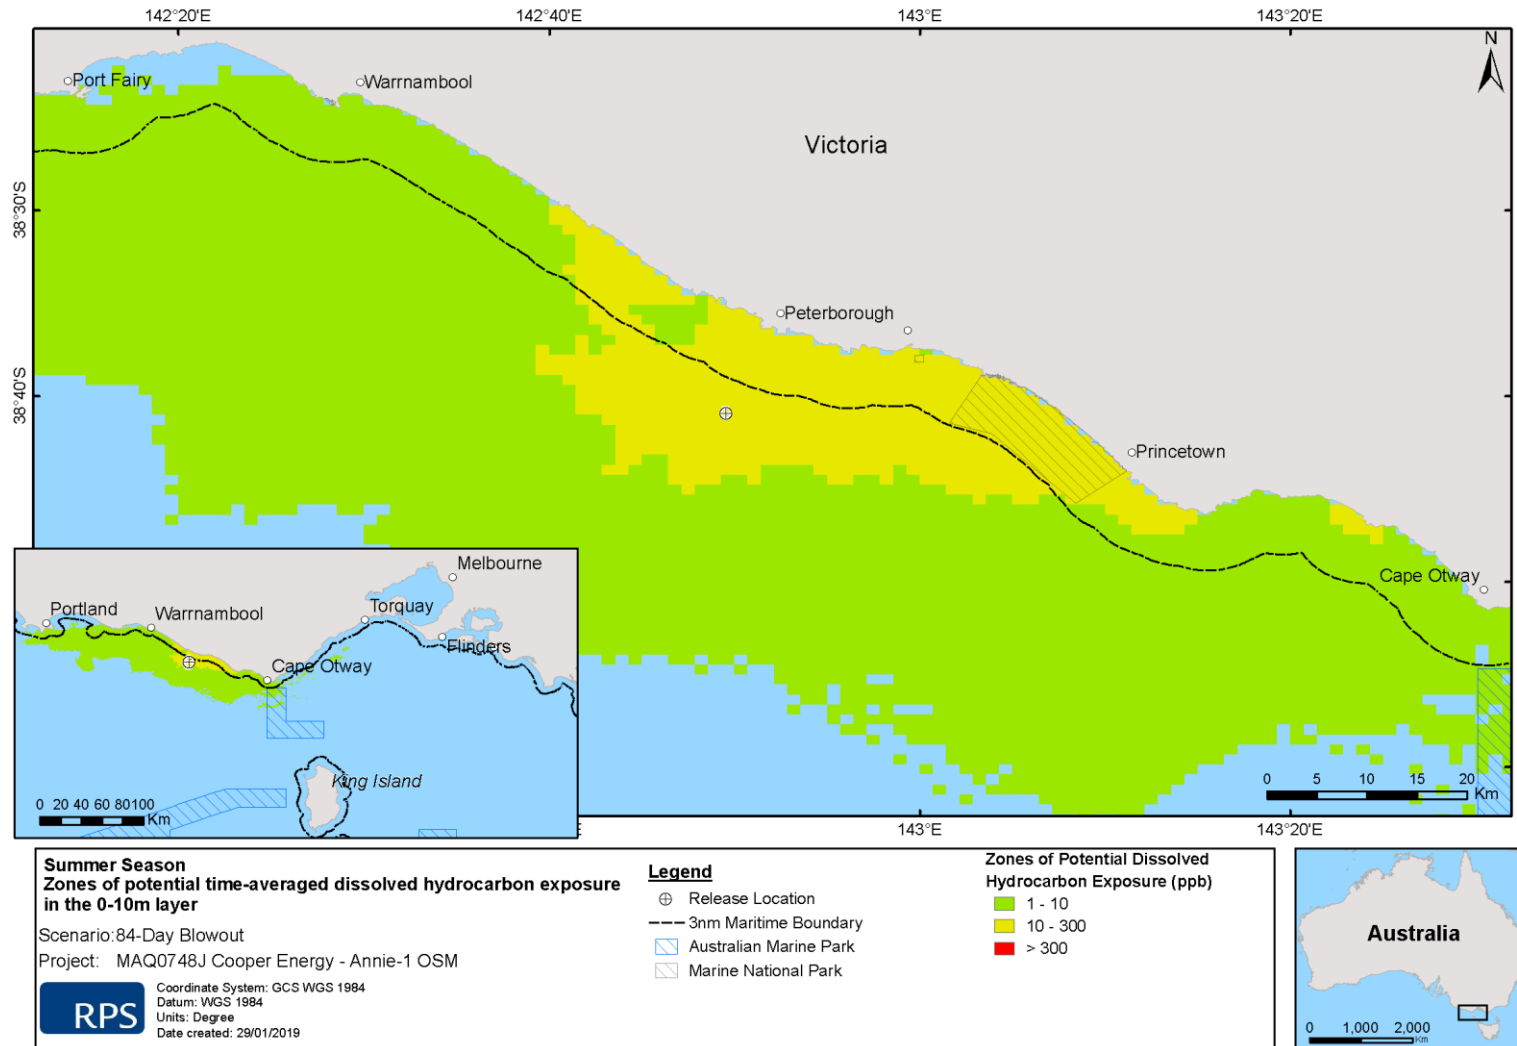 142°20'E 142°40'E 143°E 143°20'E
N
Port Fairy
Warrnambool
Victoria
38°30'S
Peterborough
38°40'S
Princetown
Cape Otway
Melbourne
Portland
Warrnambool
Torquay
Flinders
Cape Otway
King Island
0 20 40 60 80 100
Km
0 5 10 15 20
Km
143°E 143°20'E
Summer Season
Zones of potential time-averaged dissolved hydrocarbon exposure
in the 0-10m layer
Scenario: 84-Day Blowout
Project: MAQ0748J Cooper Energy - Annie-1 OSM
RPS
Coordinate System: GCS WGS 1984
Datum: WGS 1984
Units: Degree
Date created: 29/01/2019
Legend
Release Location
3nm Maritime Boundary
Australian Marine Park
Marine National Park
Zones of Potential Dissolved
Hydrocarbon Exposure (ppb)
1 - 10
10 - 300
> 300
Australia
0 1,000 2,000
Km